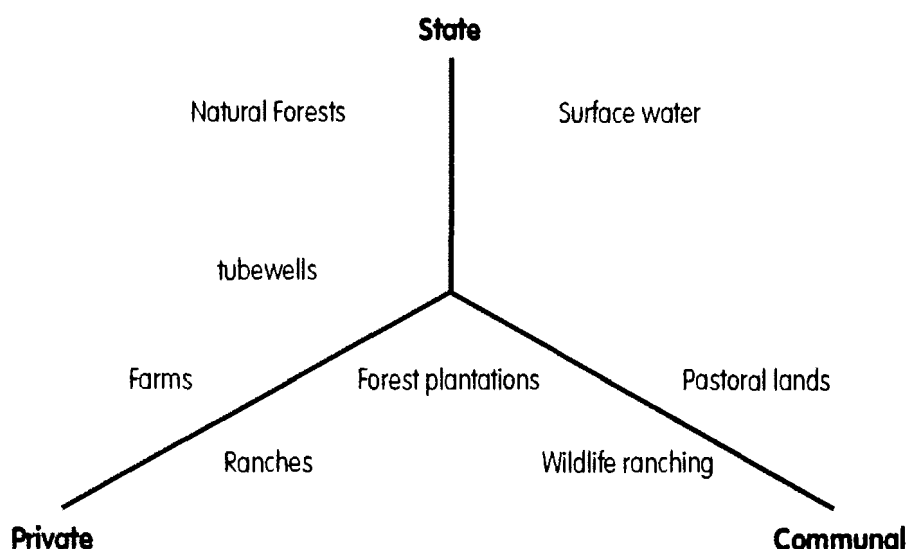 State
Natural Forests
Surface water
tubewells
Farms
Forest plantations
Pastoral lands
Ranches
Wildlife ranching
Private
Communal